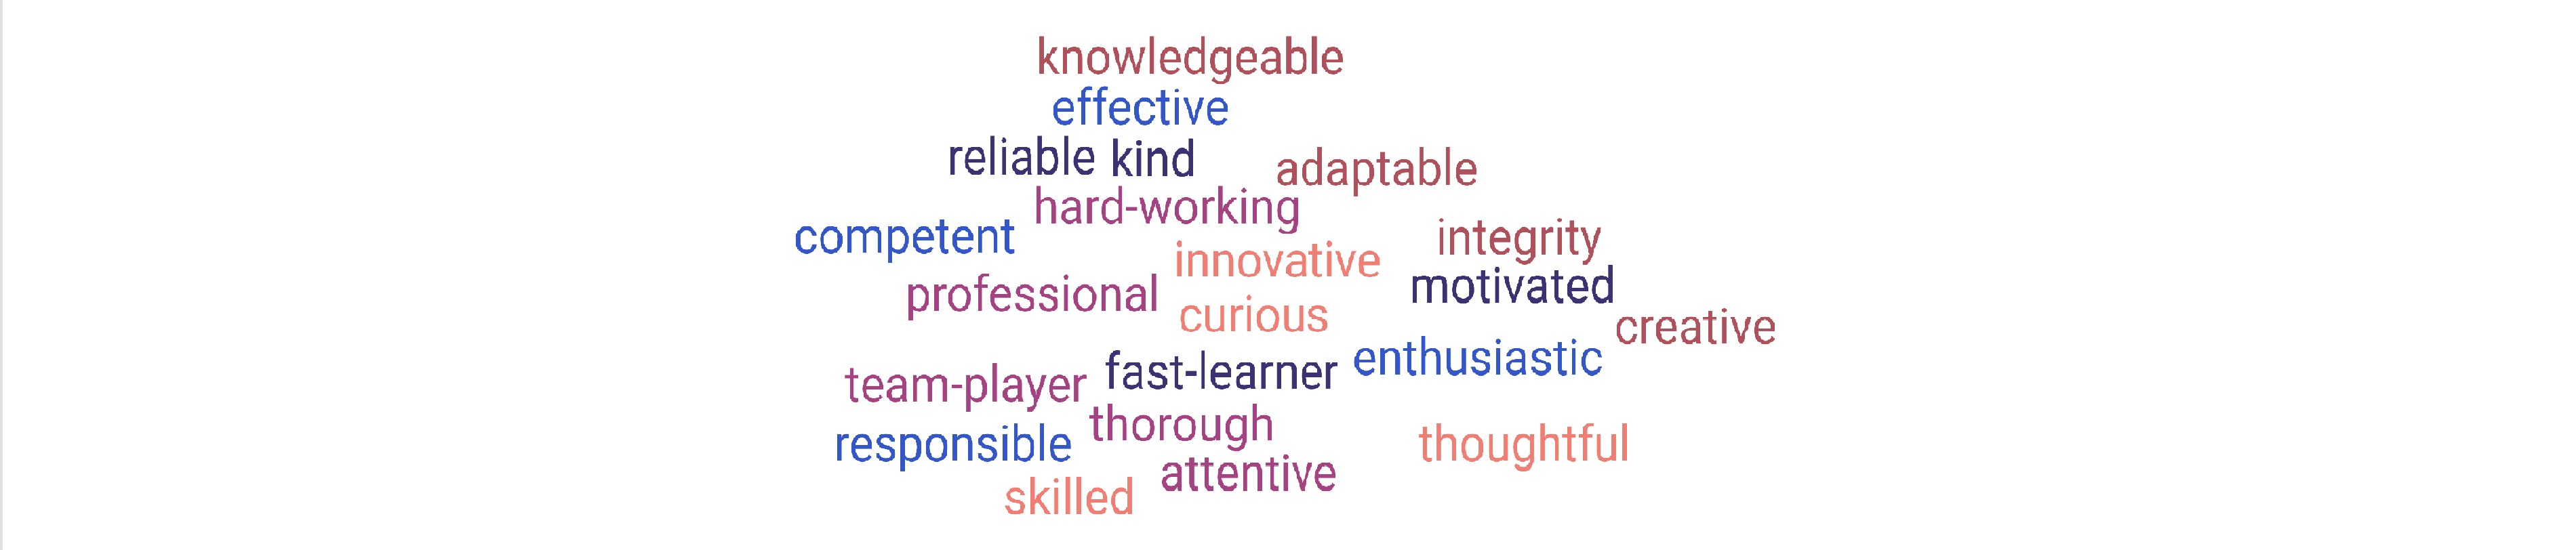 knowledgeable
effective
reliable kind adaptable
hard-working
competent integrity
innovative
professional motivated
curious creative
team-player fast-learner enthusiastic
thorough
responsible thoughtful
attentive
skilled